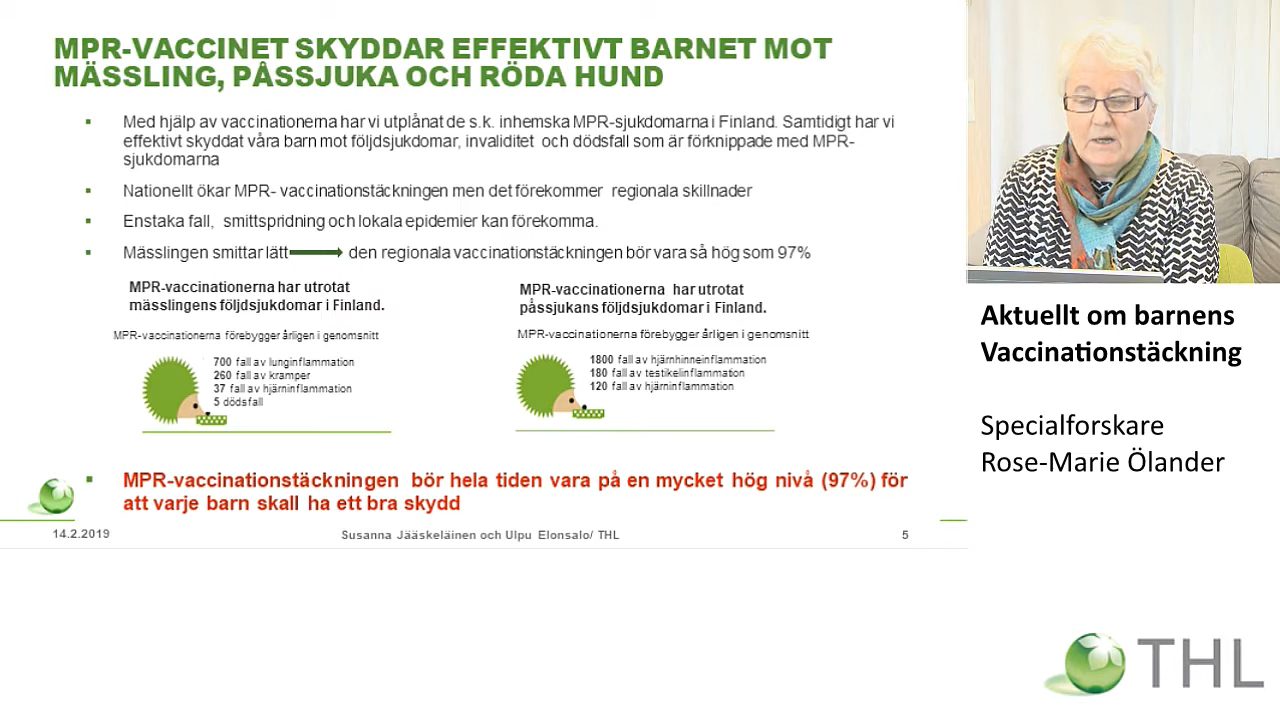 MPR-VACCINET SKYDDAR EFFEKTIVT BARNET MOT
MÄSSLING, PÅSSJUKA OCH RÖDA HUND
▪ Med hjälp av vaccinationerna har vi utplånat de s.k. inhemska MPR-sjukdomarna i Finland. Samtidigt har vi
effektivt skyddat våra barn mot följdsjukdomar, invaliditet och dödsfall som är förknippade med MPR-
sjukdomarna
▪ Nationellt ökar MPR- vaccinationstäckningen men det förekommer regionala skillnader
▪ Enstaka fall, smittspridning och lokala epidemier kan förekomma.
▪ Mässlingen smittar lätt → den regionala vaccinationstäckningen bör vara så hög som 97%
MPR-vaccinationerna har utrotat
mässlingens följdsjukdomar i Finland.
MPR-vaccinationerna förebygger årligen i genomsnitt
700 fall av lunginflammation
260 fall av kramper
37 fall av hjärninflammation
5 dödsfall
MPR-vaccinationerna har utrotat
påssjukans följdsjukdomar i Finland.
MPR-vaccinationerna förebygger årligen i genomsnitt
1800 fall av hjärnhinneinflammation
180 fall av testikelinflammation
120 fall av hjärninflammation
▪ MPR-vaccinationstäckningen bör hela tiden vara på en mycket hög nivå (97%) för
att varje barn skall ha ett bra skydd
14.2.2019
Susanna Jääskeläinen och Ulpu Elonsalo/ THL
5
Aktuellt om barnens
Vaccinationstäckning
Specialforskare
Rose-Marie Ölander
THL